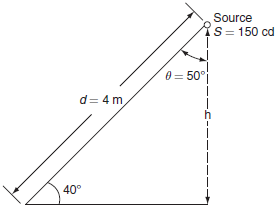 Source
S = 150 cd
θ = 50°
d = 4 m
h
40°